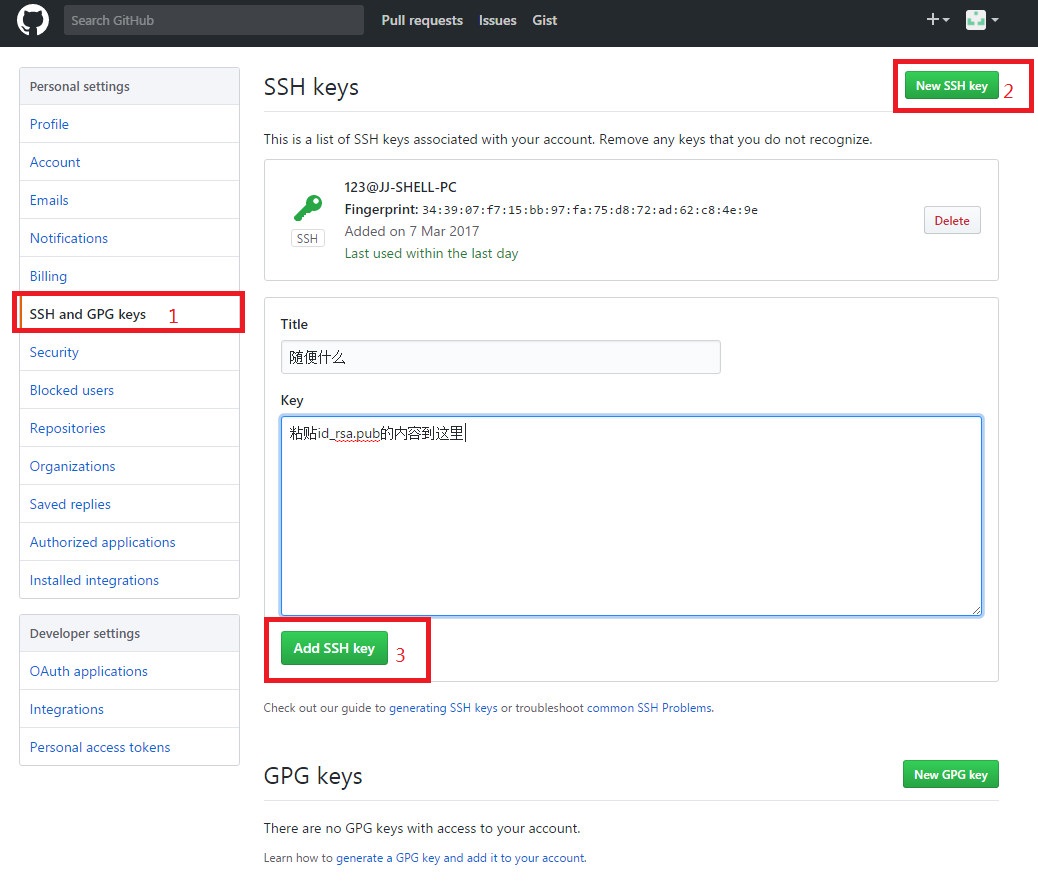 Search GitHub
Pull requests Issues Gist
Personal settings
Profile
Account
Emails
Notifications
Billing
SSH and GPG keys 1
Security
Blocked users
Repositories
Organizations
Saved replies
Authorized applications
Installed integrations
Developer settings
OAuth applications
Integrations
Personal access tokens
SSH keys
New SSH key 2
This is a list of SSH keys associated with your account. Remove any keys that you do not recognize.
SSH
123@JJ-SHELL-PC
Fingerprint: 34:39:07:f7:15:bb:97:fa:75:d8:72:ad:62:c8:4e:9e
Added on 7 Mar 2017
Last used within the last day
Delete
Title
随便什么
Key
粘贴id_rsa.pub的内容到这里
Add SSH key 3
Check out our guide to generating SSH keys or troubleshoot common SSH Problems.
GPG keys
New GPG key
There are no GPG keys with access to your account.
Learn how to generate a GPG key and add it to your account.